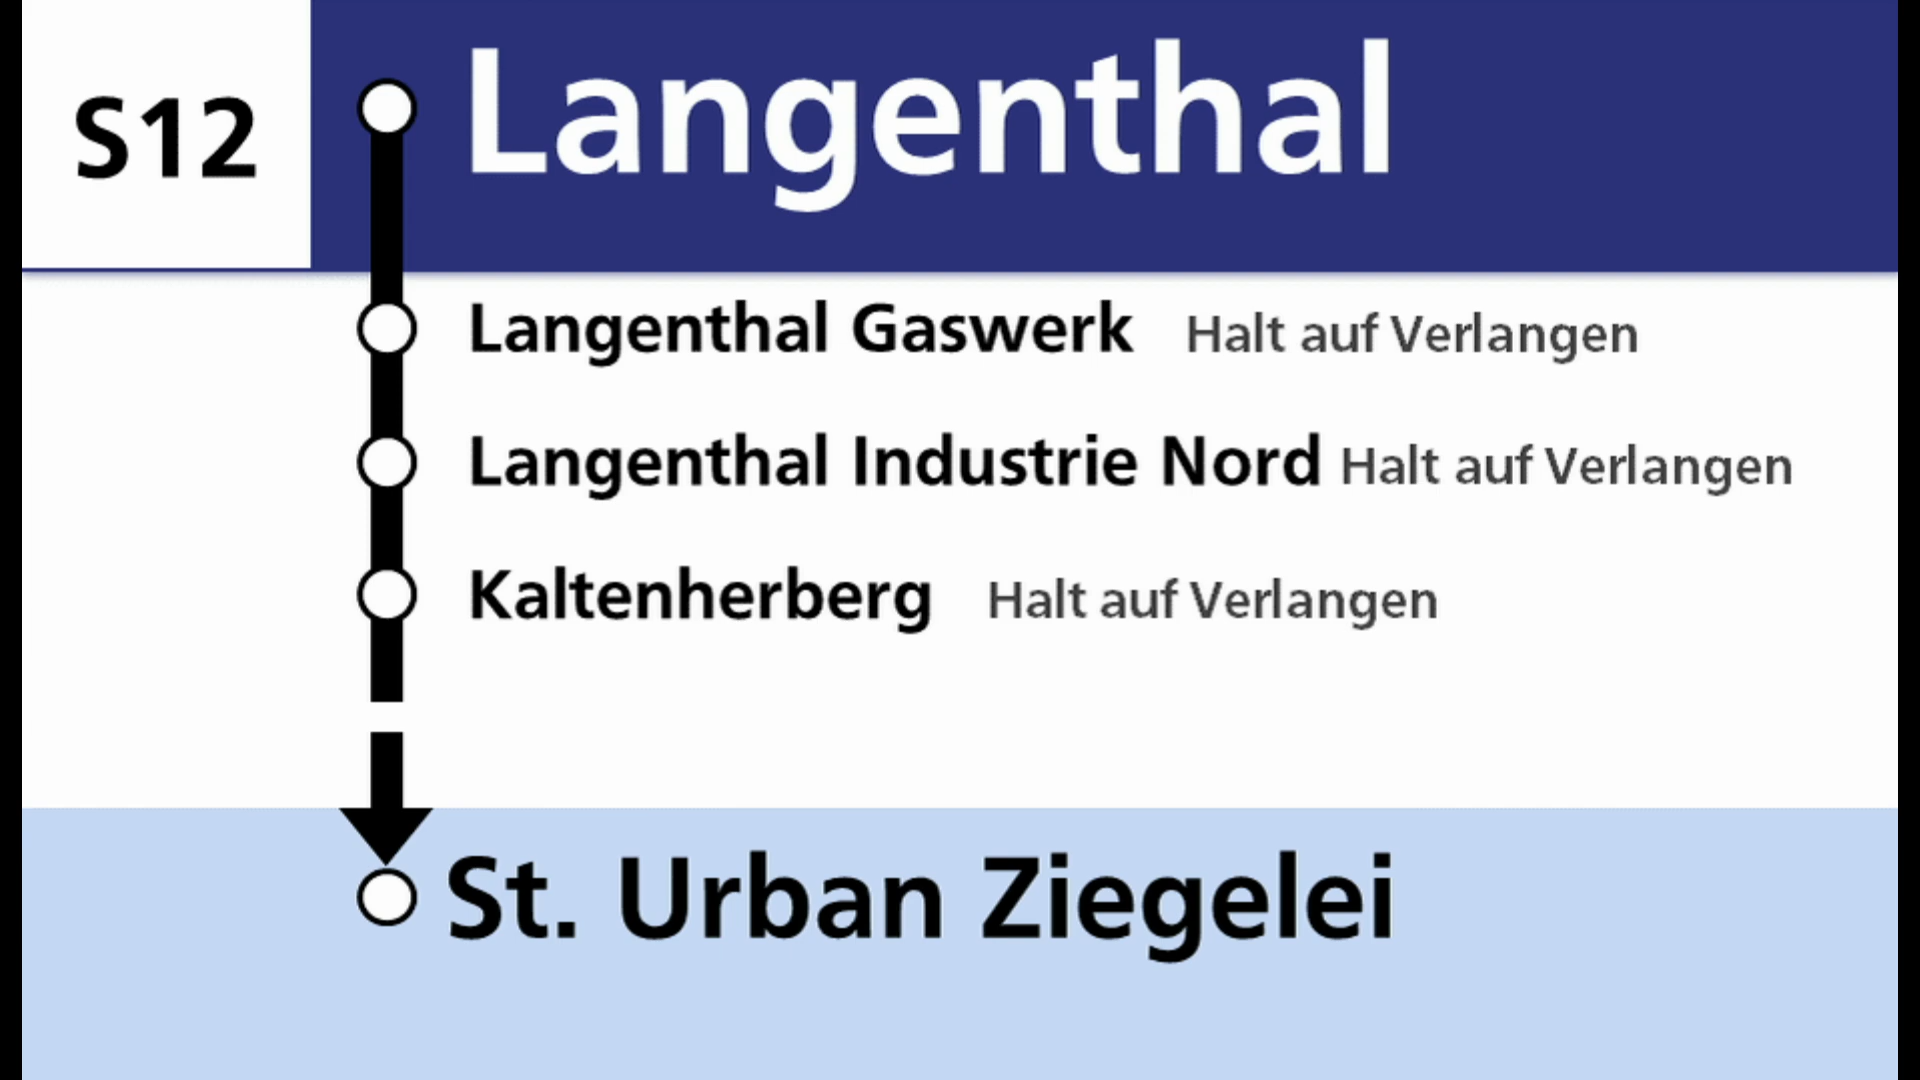 S12 Langenthal
Langenthal Gaswerk Halt auf Verlangen
Langenthal Industrie Nord Halt auf Verlangen
Kaltenherberg Halt auf Verlangen
St. Urban Ziegelei